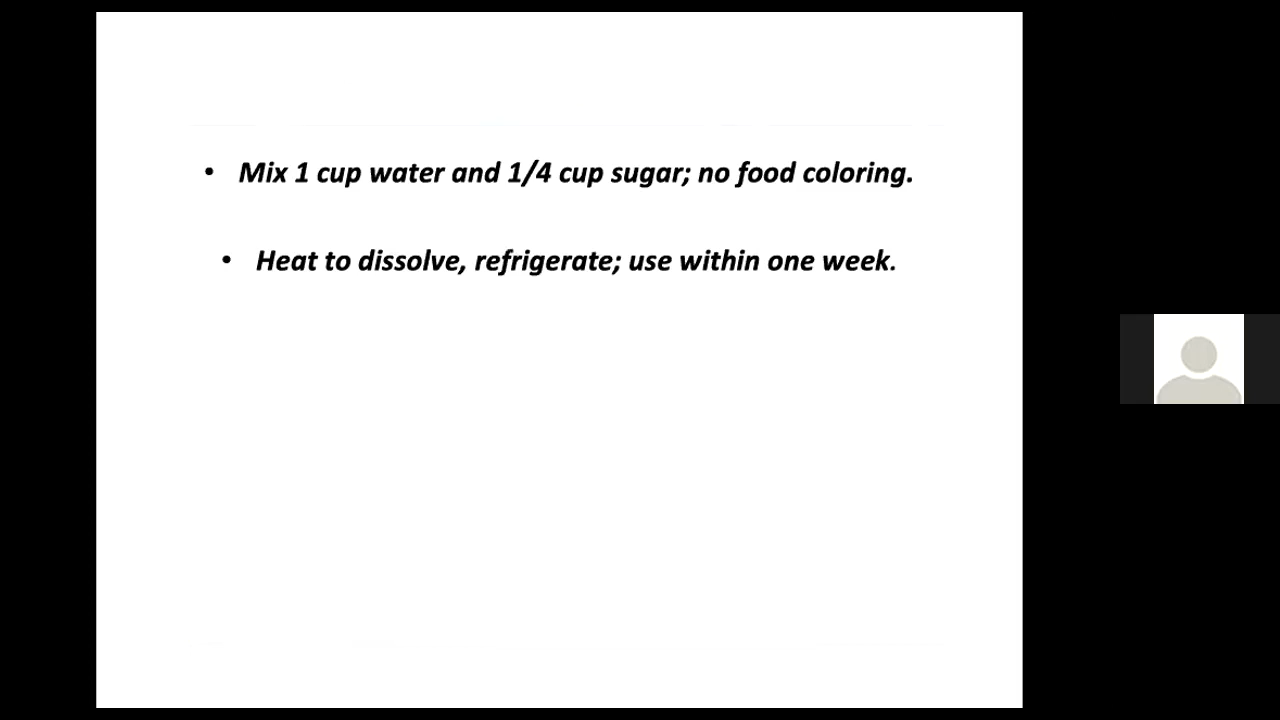 • Mix 1 cup water and 1/4 cup sugar; no food coloring.
• Heat to dissolve, refrigerate; use within one week.